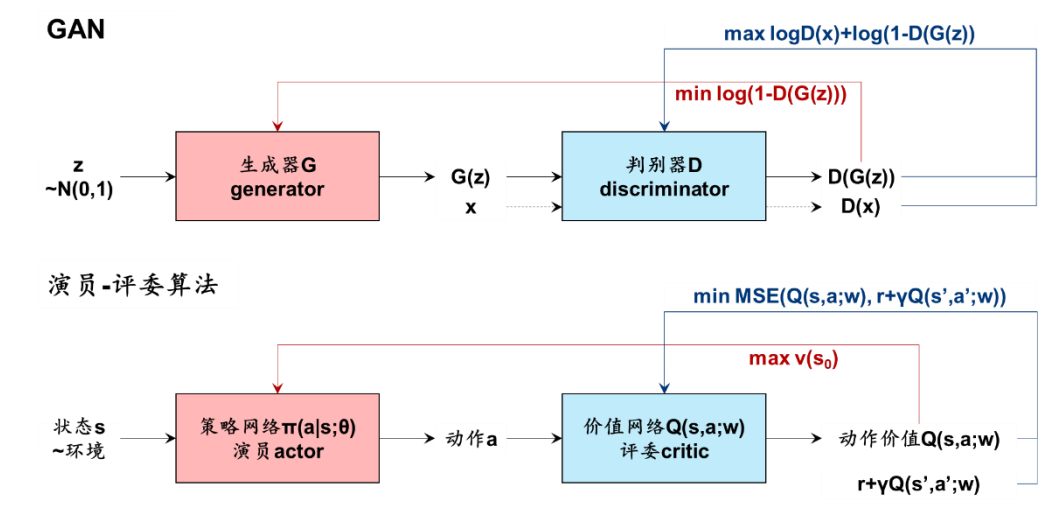 GAN
max logD(x)+log(1-D(G(z))
min log(1-D(G(z)))
z
~N(0,1)
生成器G
generator
G(z)
x
判别器D
discriminator
D(G(z))
D(x)
演员-评委算法
min MSE(Q(s,a;w), r+γQ(s’,a’;w))
max v(s₀)
状态s
~环境
策略网络π(a|s;θ)
演员actor
动作a
价值网络Q(s,a;w)
评委critic
动作价值Q(s,a;w)
r+γQ(s’,a’;w)